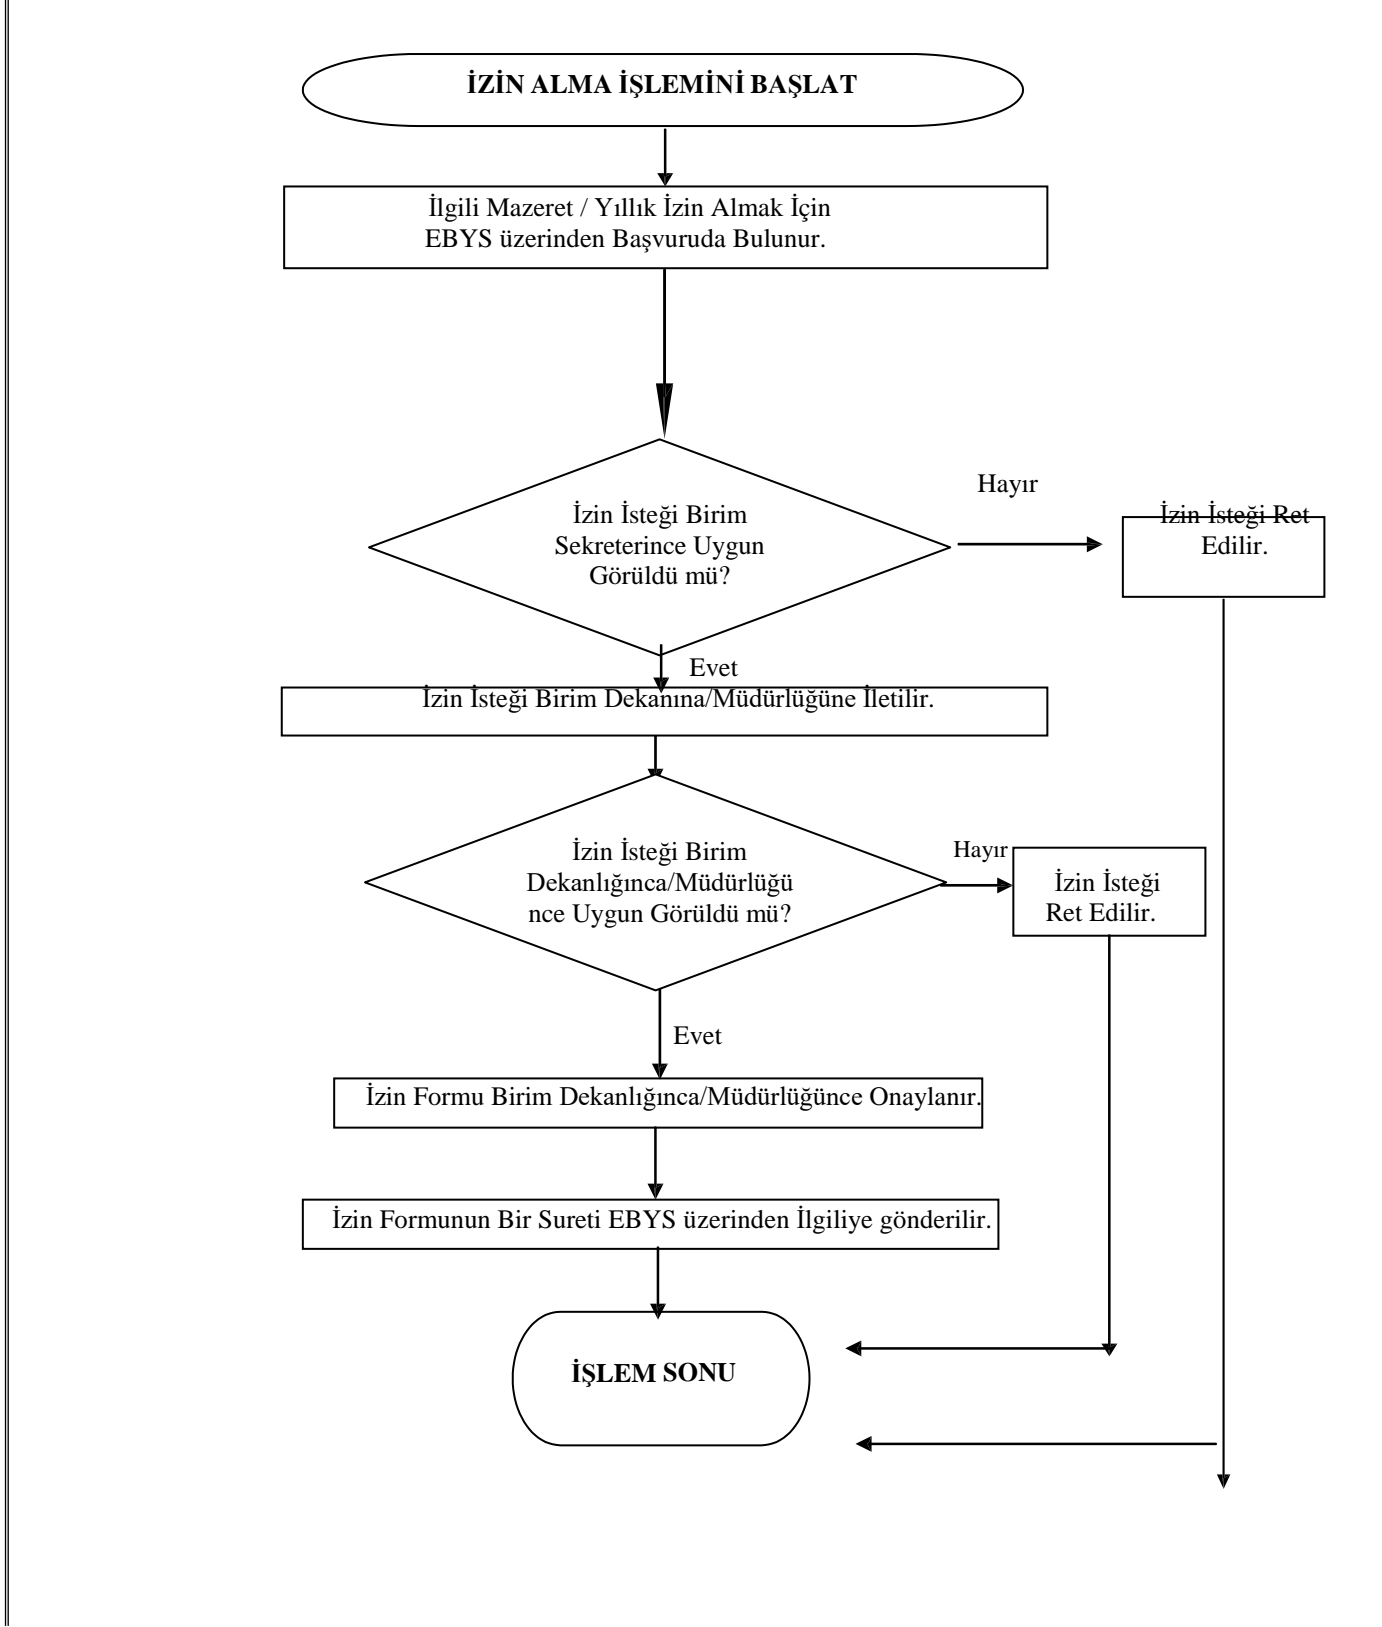 İZİN ALMA İŞLEMİNİ BAŞLAT
İlgili Mazeret / Yıllık İzin Almak İçin
EBYS üzerinden Başvuruda Bulunur.
Hayır
İzin İsteği Birim
Sekreterince Uygun
Görüldü mü?
İzin İsteği Ret
Edilir.
Evet
İzin İsteği Birim Dekanına/Müdürlüğüne İletilir.
İzin İsteği Birim
Dekanlığınca/Müdürlüğü
nce Uygun Görüldü mü?
Hayır
İzin İsteği
Ret Edilir.
Evet
İzin Formu Birim Dekanlığınca/Müdürlüğünce Onaylanır.
İzin Formunun Bir Sureti EBYS üzerinden İlgiliye gönderilir.
İŞLEM SONU